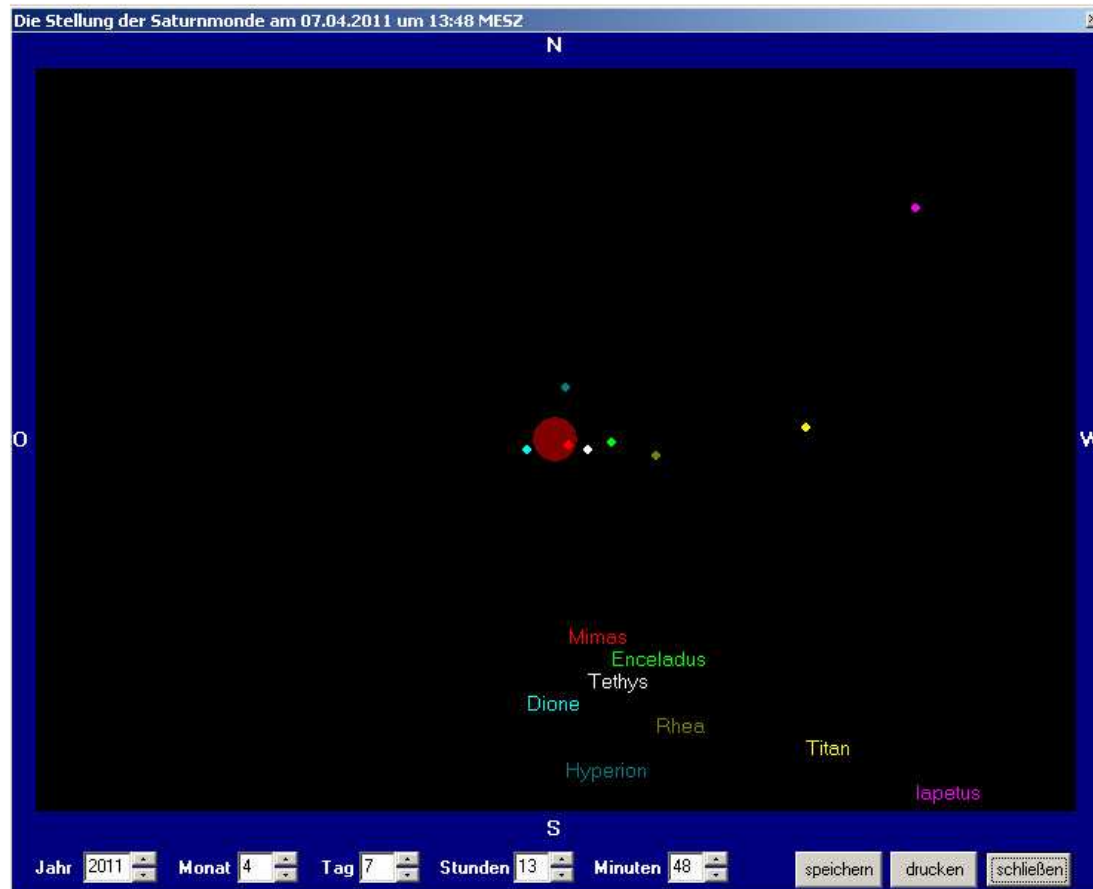 Die Stellung der Saturnmonde am 07.04.2011 um 13:48 MESZ
N
O
W
Mimas
Enceladus
Tethys
Dione
Rhea
Titan
Hyperion
Iapetus
S
Jahr 2011 Monat 4 Tag 7 Stunden 13 Minuten 48 speichern drucken schließen